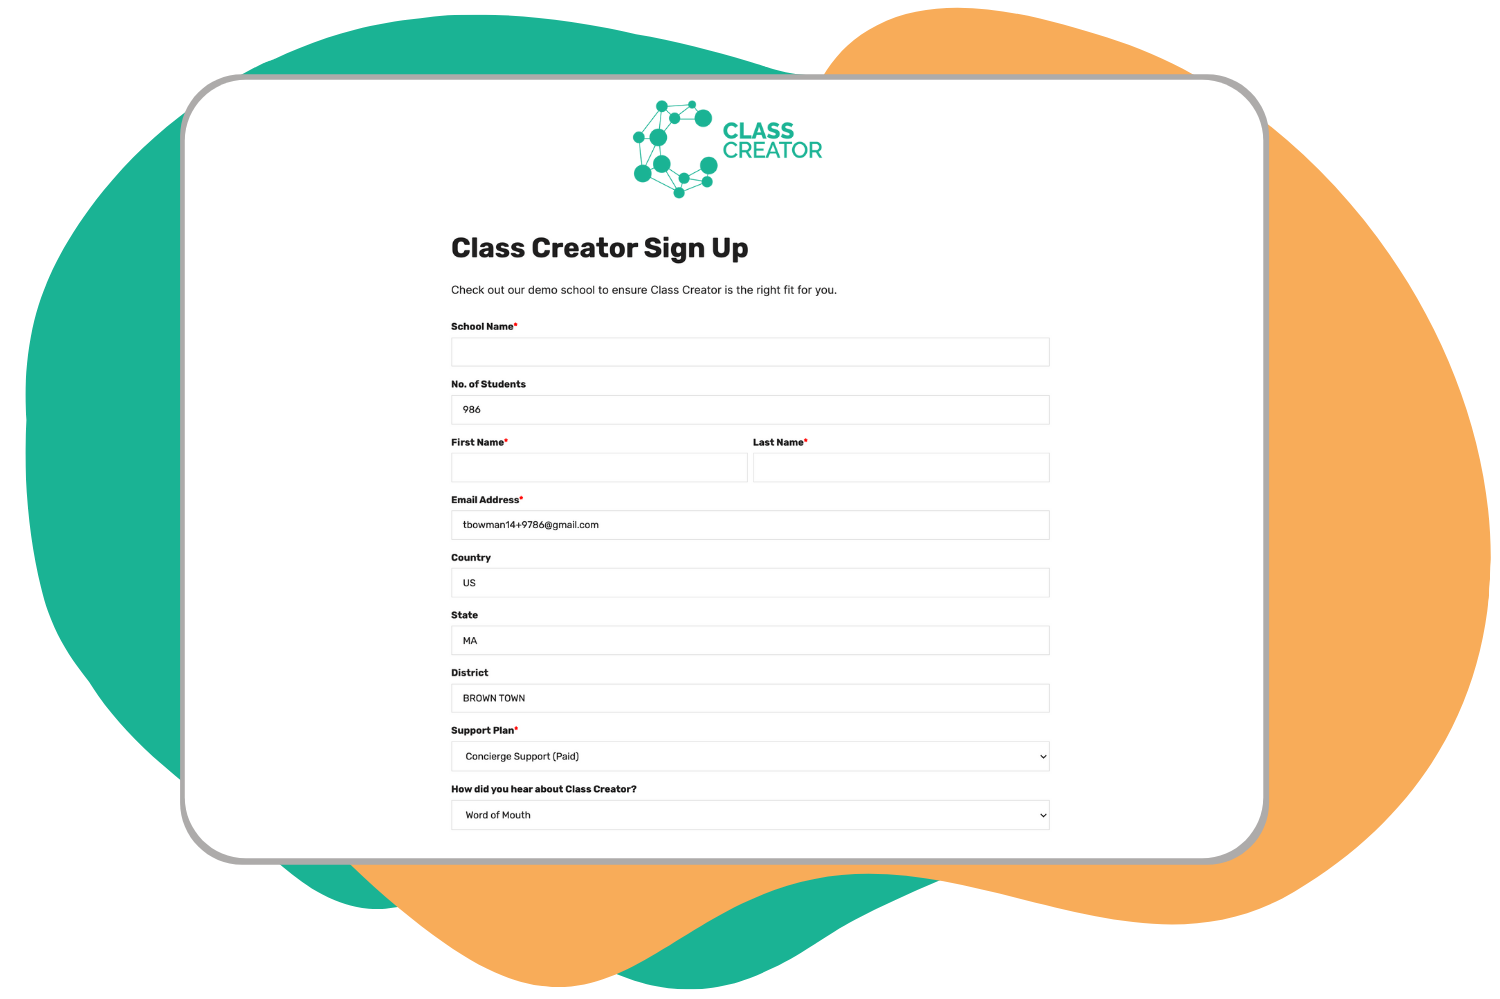 CLASS
CREATOR
Class Creator Sign Up
Check out our demo school to ensure Class Creator is the right fit for you.
School Name*
No. of Students
986
First Name* Last Name*
Email Address*
tbowman14+9786@gmail.com
Country
US
State
MA
District
BROWN TOWN
Support Plan*
Concierge Support (Paid)
How did you hear about Class Creator?
Word of Mouth